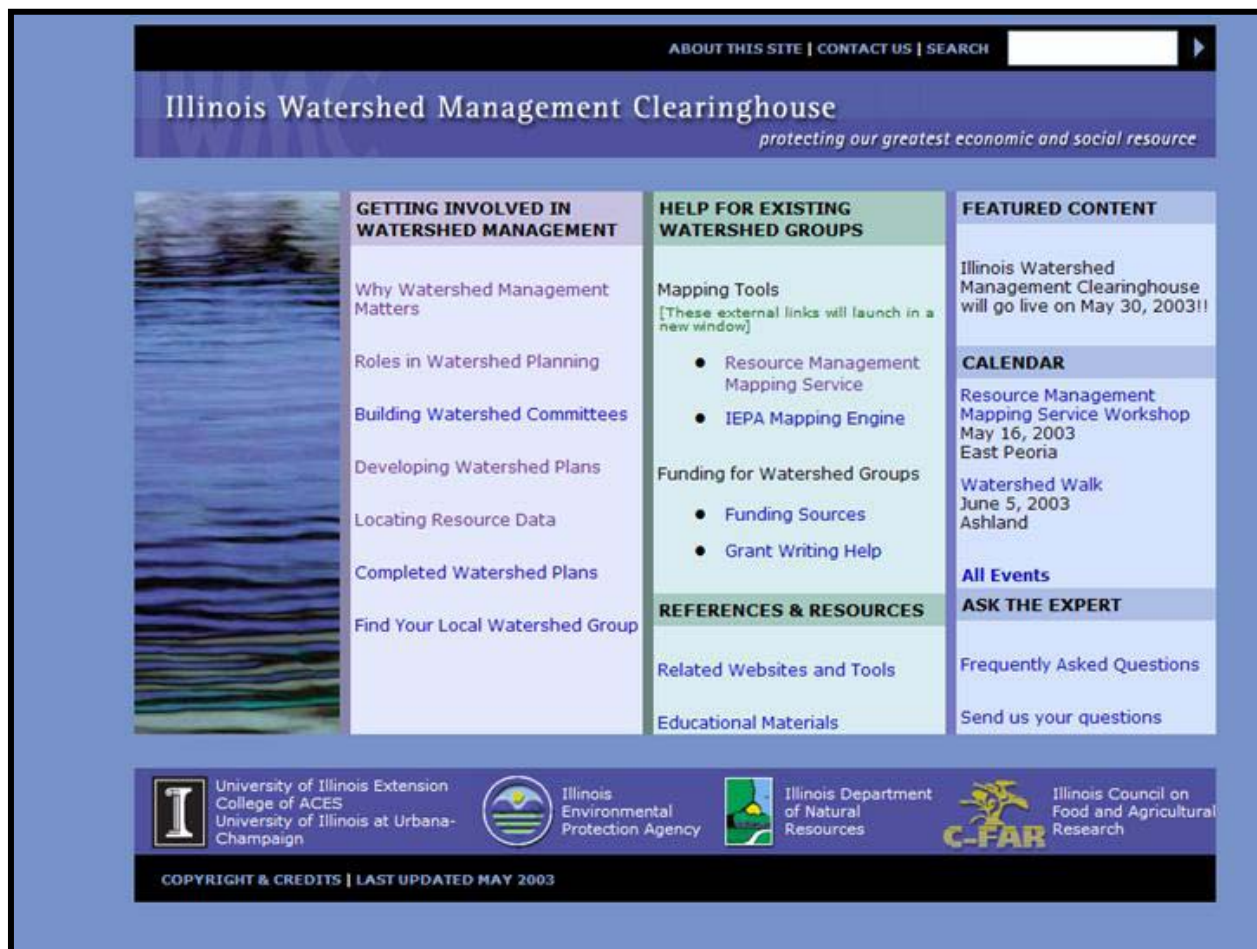 ABOUT THIS SITE | CONTACT US | SEARCH
IWMC
Illinois Watershed Management Clearinghouse
protecting our greatest economic and social resource
GETTING INVOLVED IN
WATERSHED MANAGEMENT
Why Watershed Management
Matters
Roles in Watershed Planning
Building Watershed Committees
Developing Watershed Plans
Locating Resource Data
Completed Watershed Plans
Find Your Local Watershed Group
HELP FOR EXISTING
WATERSHED GROUPS
Mapping Tools
[These external links will launch in a
new window]
Resource Management
Mapping Service
IEPA Mapping Engine
Funding for Watershed Groups
Funding Sources
Grant Writing Help
REFERENCES & RESOURCES
Related Websites and Tools
Educational Materials
FEATURED CONTENT
Illinois Watershed
Management Clearinghouse
will go live on May 30, 2003!!
CALENDAR
Resource Management
Mapping Service Workshop
May 16, 2003
East Peoria
Watershed Walk
June 5, 2003
Ashland
All Events
ASK THE EXPERT
Frequently Asked Questions
Send us your questions
I
University of Illinois Extension
College of ACES
University of Illinois at Urbana-
Champaign
Illinois
Environmental
Protection Agency
Illinois Department
of Natural
Resources
C-FAR
Illinois Council on
Food and Agricultural
Research
COPYRIGHT & CREDITS | LAST UPDATED MAY 2003